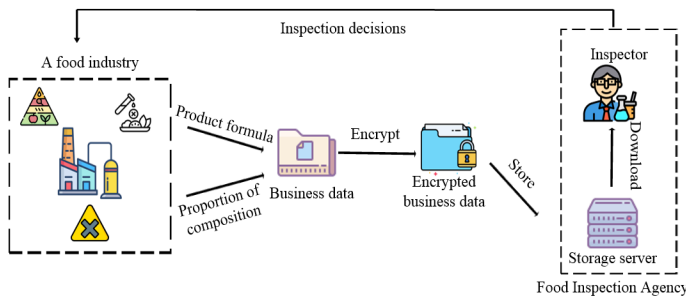 Inspection decisions
A food industry
Inspector
Product formula
Encrypt
Download
Store
Proportion of
composition
Business data
Encrypted
business data
Storage server
Food Inspection Agency